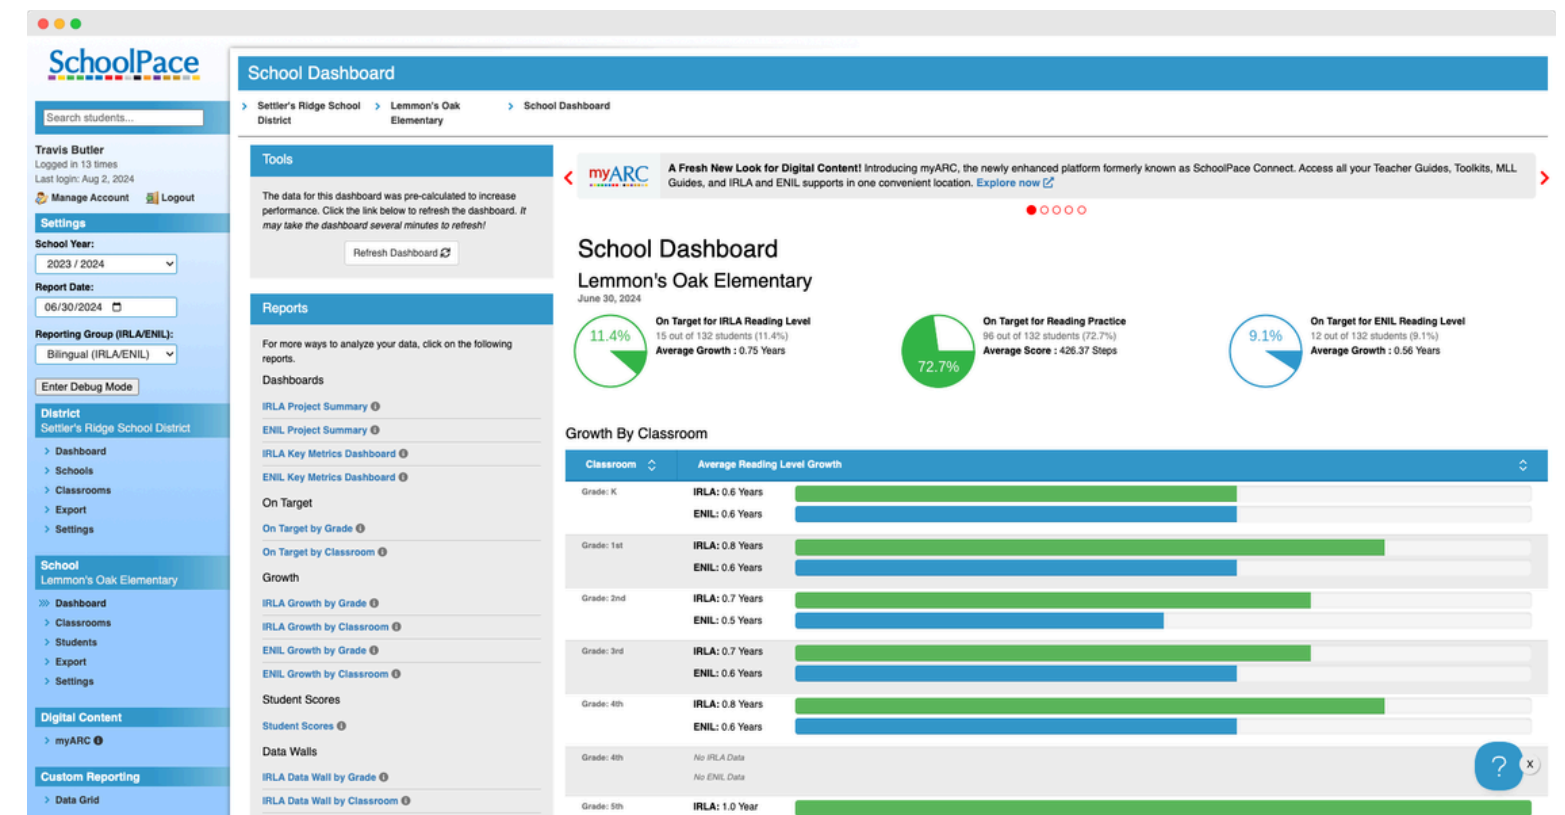 SchoolPace
Search students...
Travis Butler
Logged in 13 times
Last login: Aug 2, 2024
Manage Account Logout
Settings
School Year:
2023 / 2024
Report Date:
06/30/2024
Reporting Group (IRLA/ENIL):
Bilingual (IRLA/ENIL)
Enter Debug Mode
District
Settler's Ridge School District
Dashboard
Schools
Classrooms
Export
Settings
School
Lemmon's Oak Elementary
Dashboard
Classrooms
Students
Export
Settings
Digital Content
myARC
Custom Reporting
Data Grid
School Dashboard
Settler's Ridge School
District
Lemmon's Oak
Elementary
School Dashboard
Tools
The data for this dashboard was pre-calculated to increase
performance. Click the link below to refresh the dashboard. It
may take the dashboard several minutes to refresh!
Refresh Dashboard
Reports
For more ways to analyze your data, click on the following
reports.
Dashboards
IRLA Project Summary
ENIL Project Summary
IRLA Key Metrics Dashboard
ENIL Key Metrics Dashboard
On Target
On Target by Grade
On Target by Classroom
Growth
IRLA Growth by Grade
IRLA Growth by Classroom
ENIL Growth by Grade
ENIL Growth by Classroom
Student Scores
Student Scores
Data Walls
IRLA Data Wall by Grade
IRLA Data Wall by Classroom
myARC
A Fresh New Look for Digital Content! Introducing myARC, the newly enhanced platform formerly known as SchoolPace Connect. Access all your Teacher Guides, Toolkits, MLL
Guides, and IRLA and ENIL supports in one convenient location. Explore now
School Dashboard
Lemmon's Oak Elementary
June 30, 2024
11.4%
On Target for IRLA Reading Level
15 out of 132 students (11.4%)
Average Growth : 0.75 Years
72.7%
On Target for Reading Practice
96 out of 132 students (72.7%)
Average Score : 426.37 Steps
9.1%
On Target for ENIL Reading Level
12 out of 132 students (9.1%)
Average Growth : 0.56 Years
Growth By Classroom
Classroom Average Reading Level Growth
Grade: K IRLA: 0.6 Years
ENIL: 0.6 Years
Grade: 1st IRLA: 0.8 Years
ENIL: 0.6 Years
Grade: 2nd IRLA: 0.7 Years
ENIL: 0.5 Years
Grade: 3rd IRLA: 0.7 Years
ENIL: 0.6 Years
Grade: 4th IRLA: 0.8 Years
ENIL: 0.6 Years
Grade: 4th No IRLA Data
No ENIL Data
Grade: 5th IRLA: 1.0 Year
? X